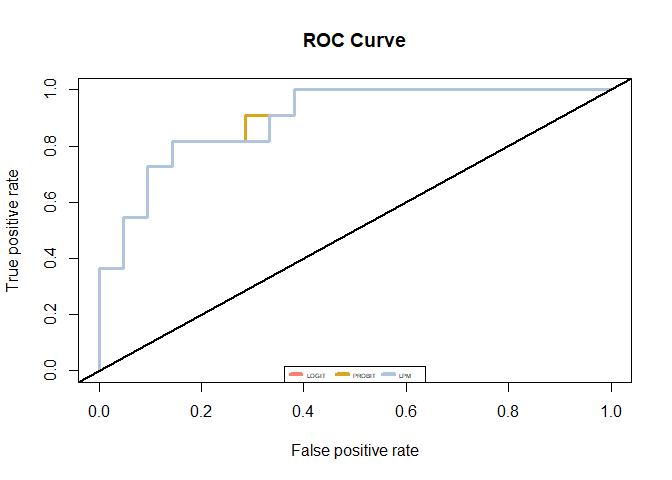 ROC Curve
True positive rate
1.0
0.8
0.6
0.4
0.2
0.0
LOGIT PROBIT LPM
0.0 0.2 0.4 0.6 0.8 1.0
False positive rate